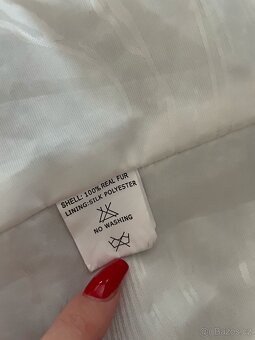 SHELL: 100% REAL FUR
LINING: SILK POLYESTER
NO WASHING